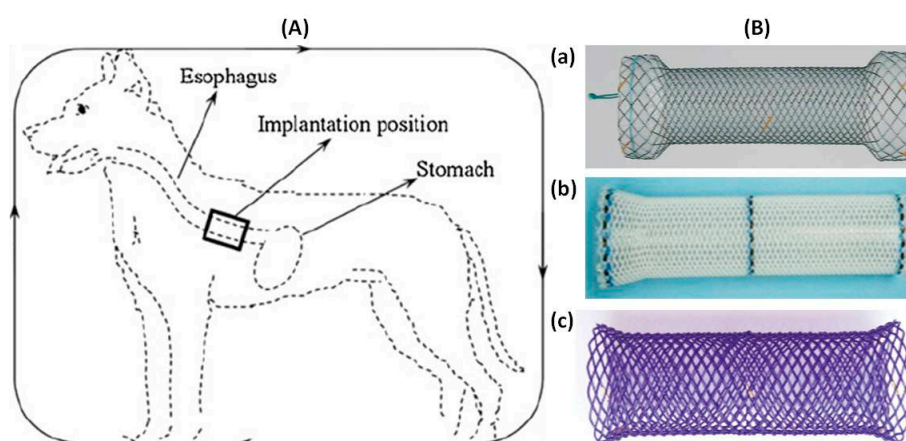 (A)
Esophagus
Implantation position
Stomach
(B)
(a)
(b)
(c)